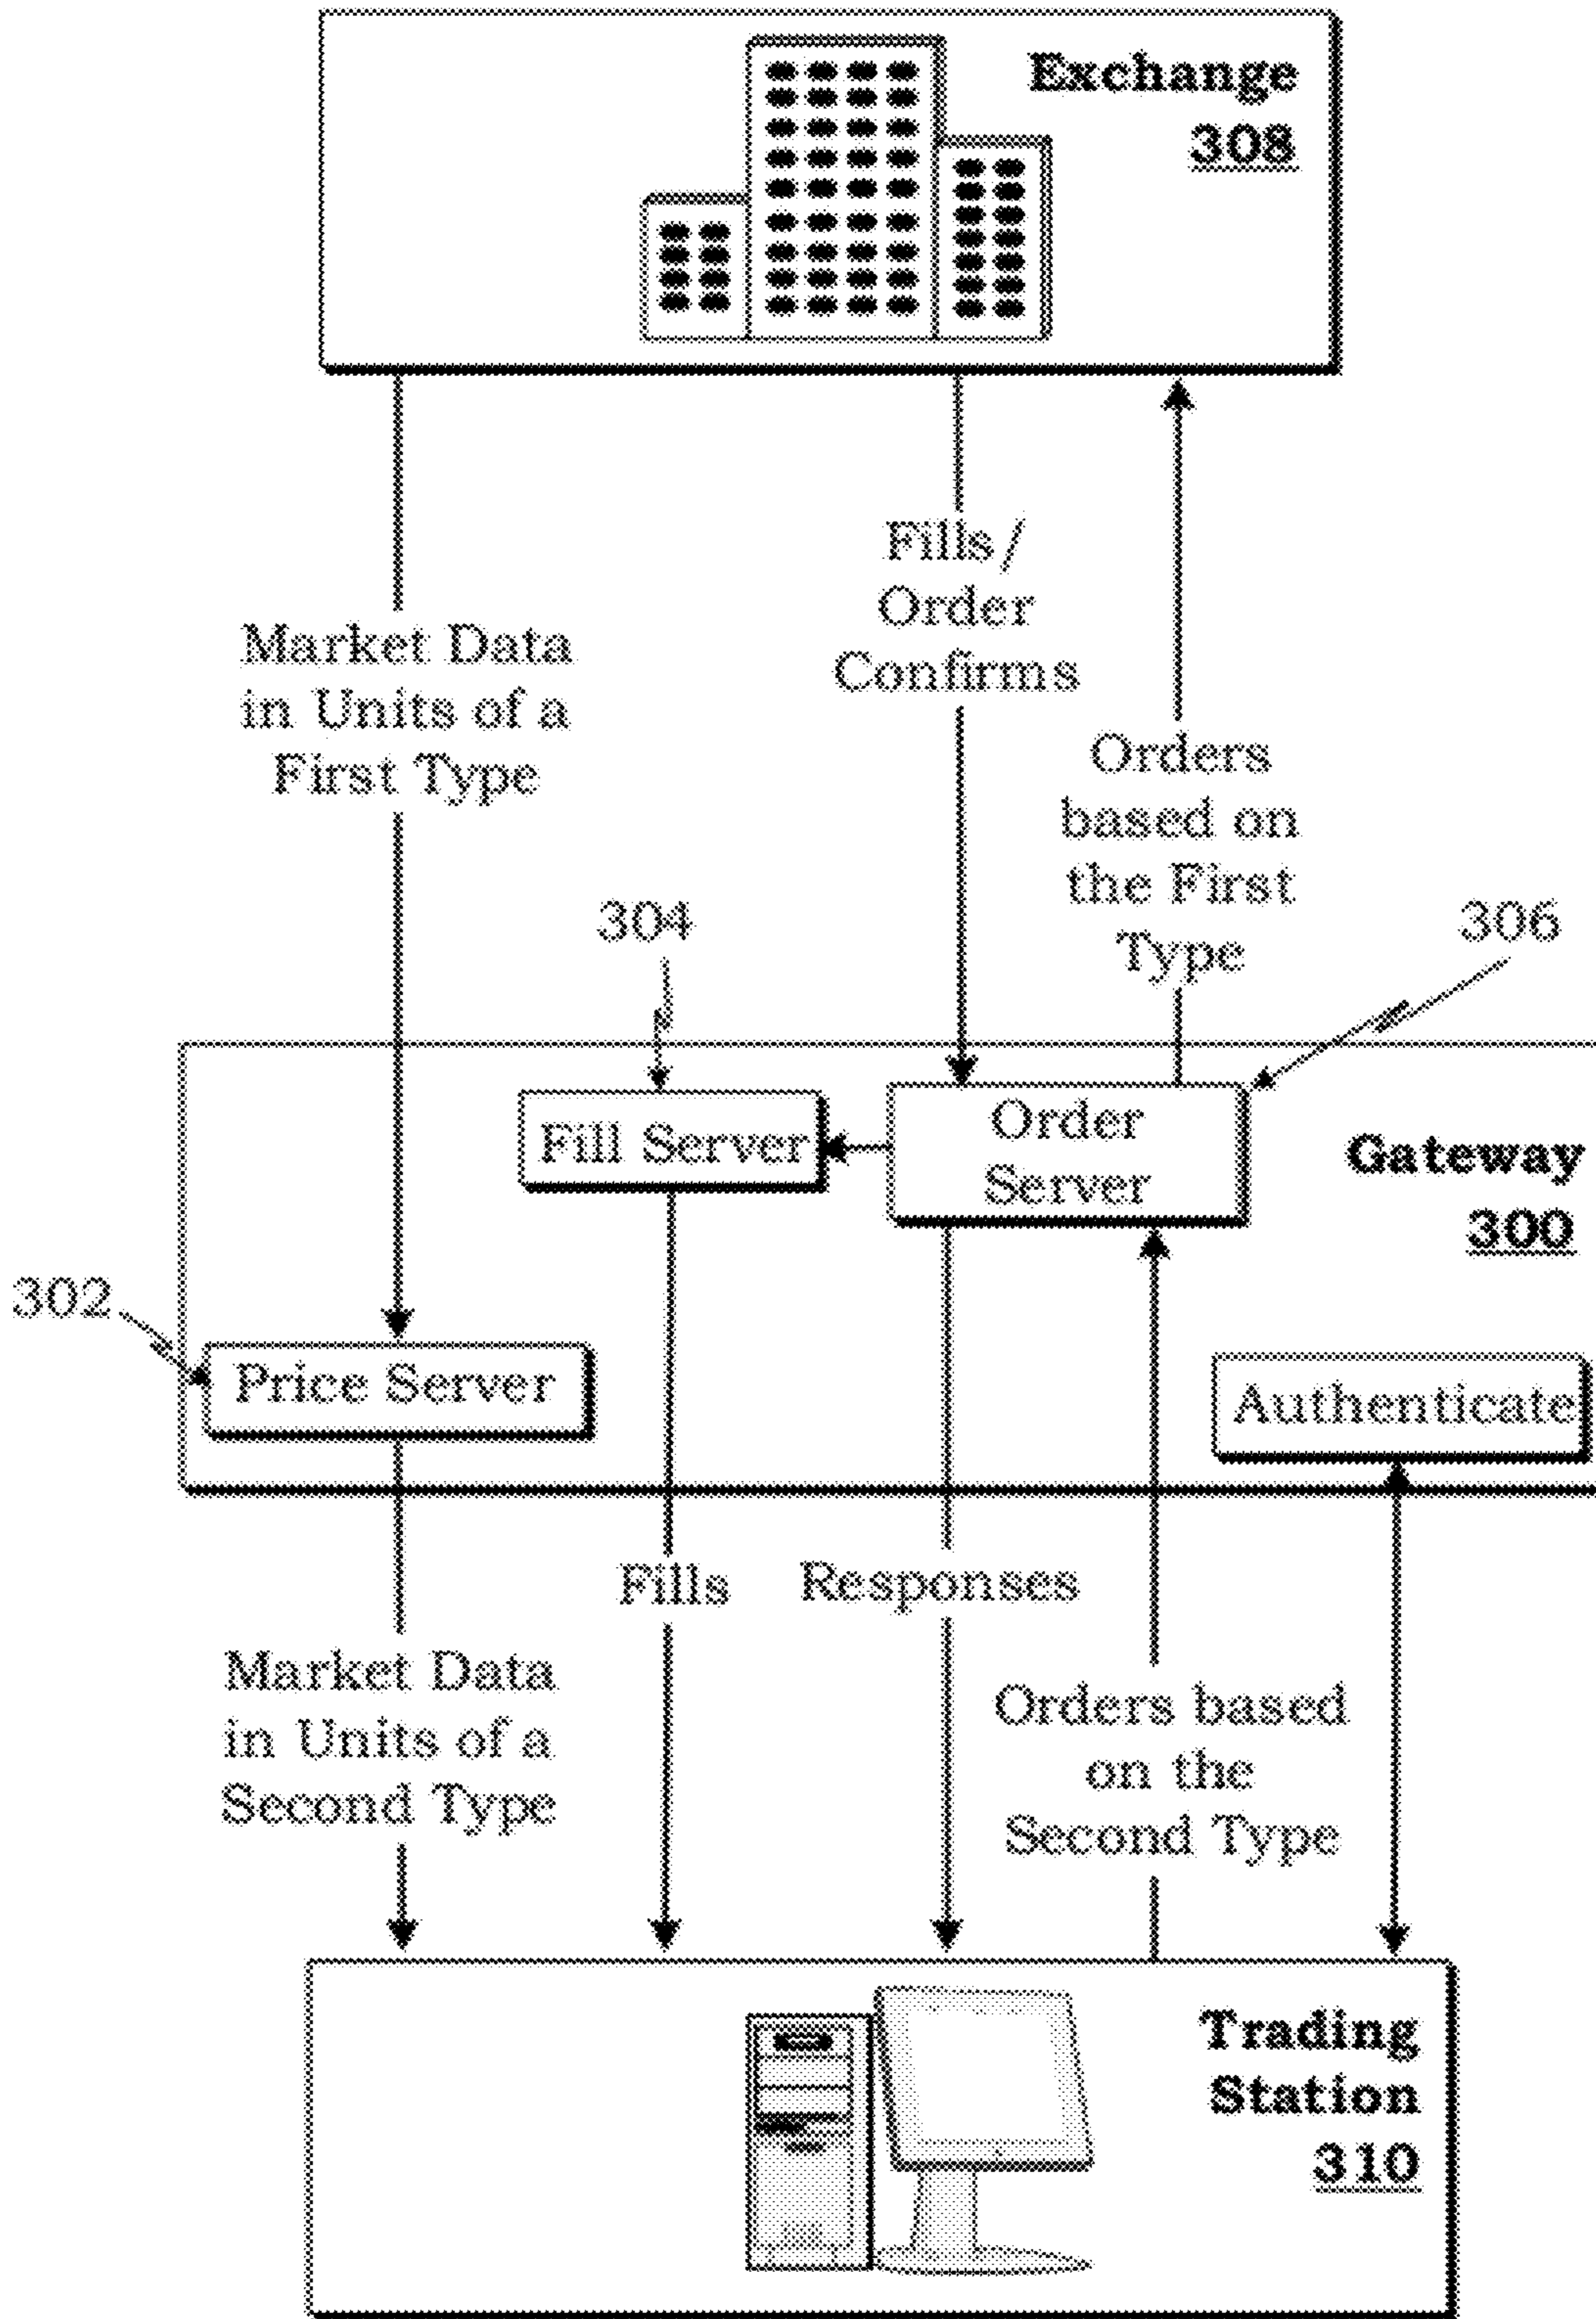 Exchange
308
Fills/
Order
Confirms
Market Data
in Units of a
First Type
Orders
based on
the First
Type
304
306
Fill Server
Order
Server
Gateway
300
302
Price Server
Authenticate
Fills
Responses
Market Data
in Units of a
Second Type
Orders based
on the
Second Type
Trading
Station
310